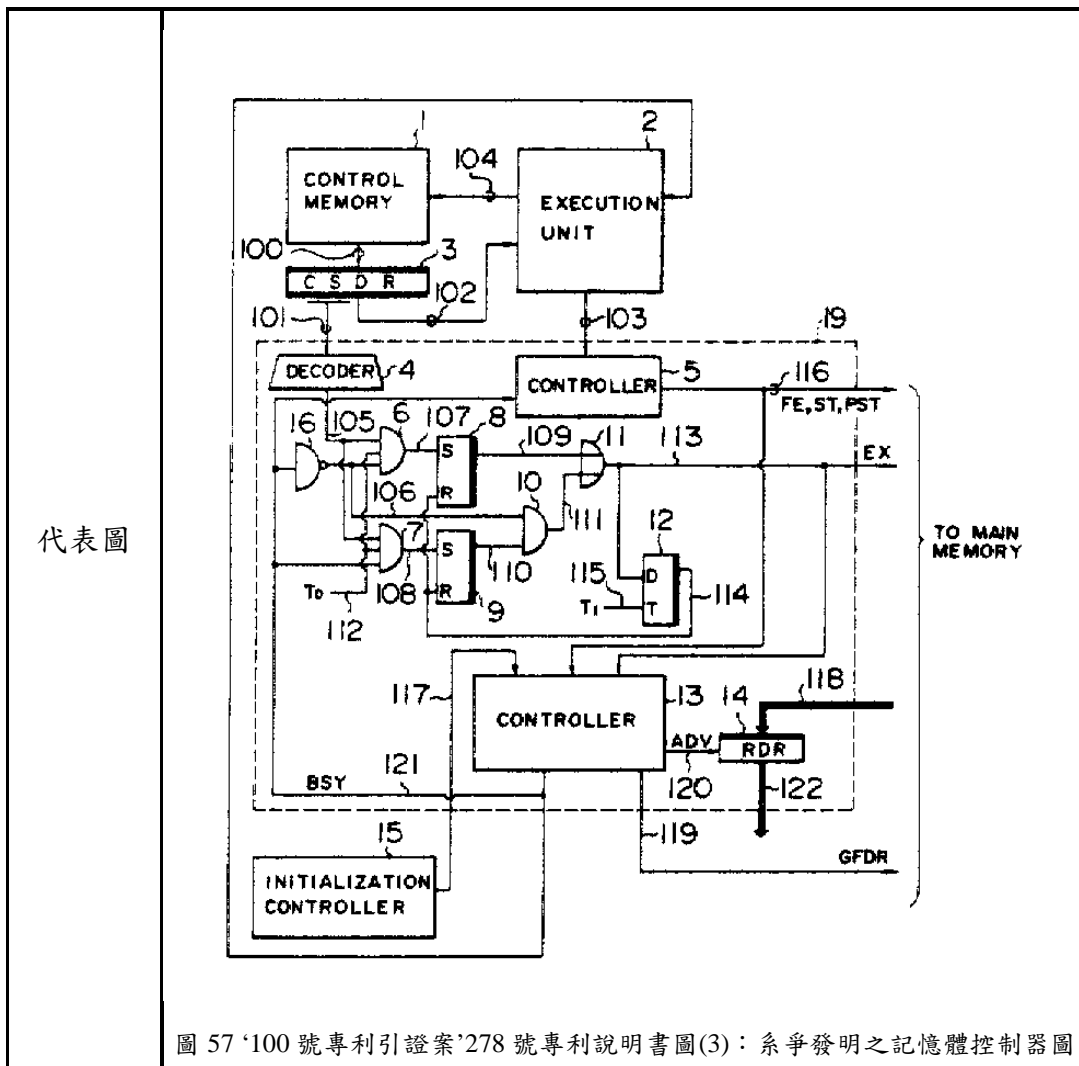 代表圖
1
2
104
CONTROL
MEMORY
EXECUTION
UNIT
100
3
C S D R
102
101
103
19
DECODER
4
CONTROLLER
5
116
FE, ST, PST
16
105
6
107
8
109
11
113
EX
S
R
106
10
111
12
TO MAIN
MEMORY
7
S
R
108
110
9
115
D
T
114
T0
112
T1
117
118
CONTROLLER
13
14
ADV
RDR
120
122
BSY
121
119
15
GFDR
INITIALIZATION
CONTROLLER
圖 57 ‘100 號專利引證案’278 號專利說明書圖(3)：系爭發明之記憶體控制器圖